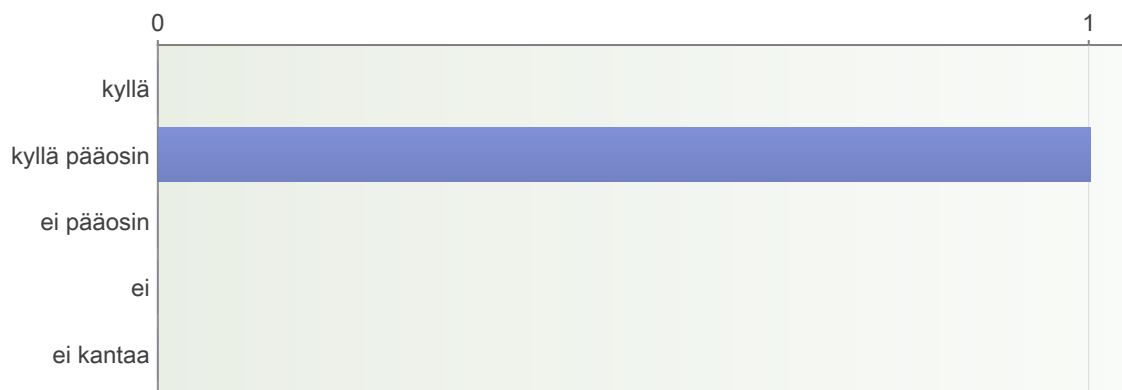 0 1
kyllä
kyllä pääosin
ei pääosin
ei
ei kantaa